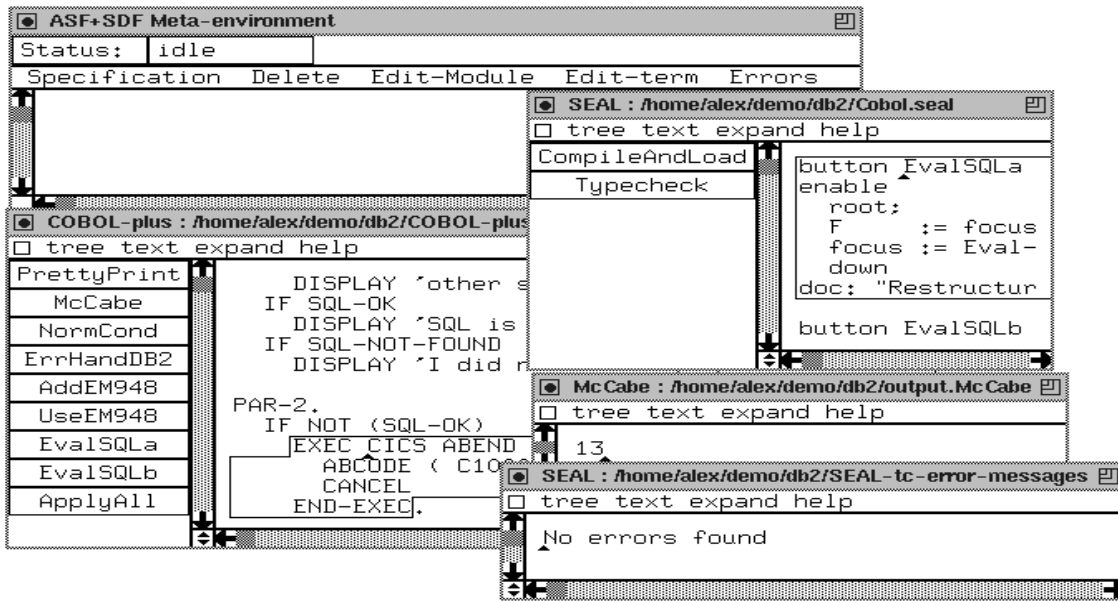 ASF+SDF Meta-environment
Status: idle
Specification Delete Edit-Module Edit-term Errors
SEAL : /home/alex/demo/db2/Cobol.seal
tree text expand help
CompileAndLoad
Typecheck
button EvalSQLa
enable
root;
F := focus
focus := Eval-
down
doc: "Restructur
button EvalSQLb
COBOL-plus : /home/alex/demo/db2/COBOL-plus
tree text expand help
PrettyPrint
McCabe
NormCond
ErrHandDB2
AddEM948
UseEM948
EvalSQLa
EvalSQLb
ApplyAll
DISPLAY 'other s
IF SQL-OK
DISPLAY 'SQL is
IF SQL-NOT-FOUND
DISPLAY 'I did
PAR-2.
IF NOT (SQL-OK)
EXEC CICS ABEND
ABCODE (
CANCEL
END-EXEC.
McCabe : /home/alex/demo/db2/output.McCabe
tree text expand help
13
SEAL : /home/alex/demo/db2/SEAL-tc-error-messages
tree text expand help
No errors found